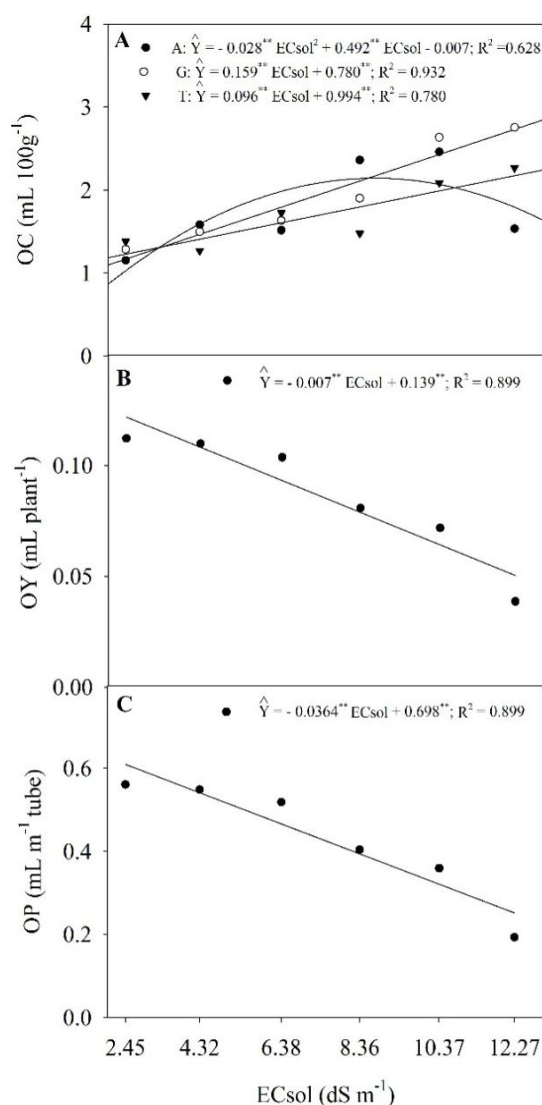 A
● A: Ŷ = - 0.028** ECsol² + 0.492** ECsol - 0.007; R² = 0.628
○ G: Ŷ = 0.159** ECsol + 0.780**; R² = 0.932
▼ T: Ŷ = 0.096** ECsol + 0.994**; R² = 0.780
OC (mL 100g⁻¹)
4
3
2
1
0
B
● Ŷ = - 0.007** ECsol + 0.139**; R² = 0.899
OY (mL plant⁻¹)
0.10
0.05
0.00
C
● Ŷ = - 0.0364** ECsol + 0.698**; R² = 0.899
OP (mL m⁻¹ tube)
0.6
0.4
0.2
0.0
2.45 4.32 6.38 8.36 10.37 12.27
ECsol (dS m⁻¹)